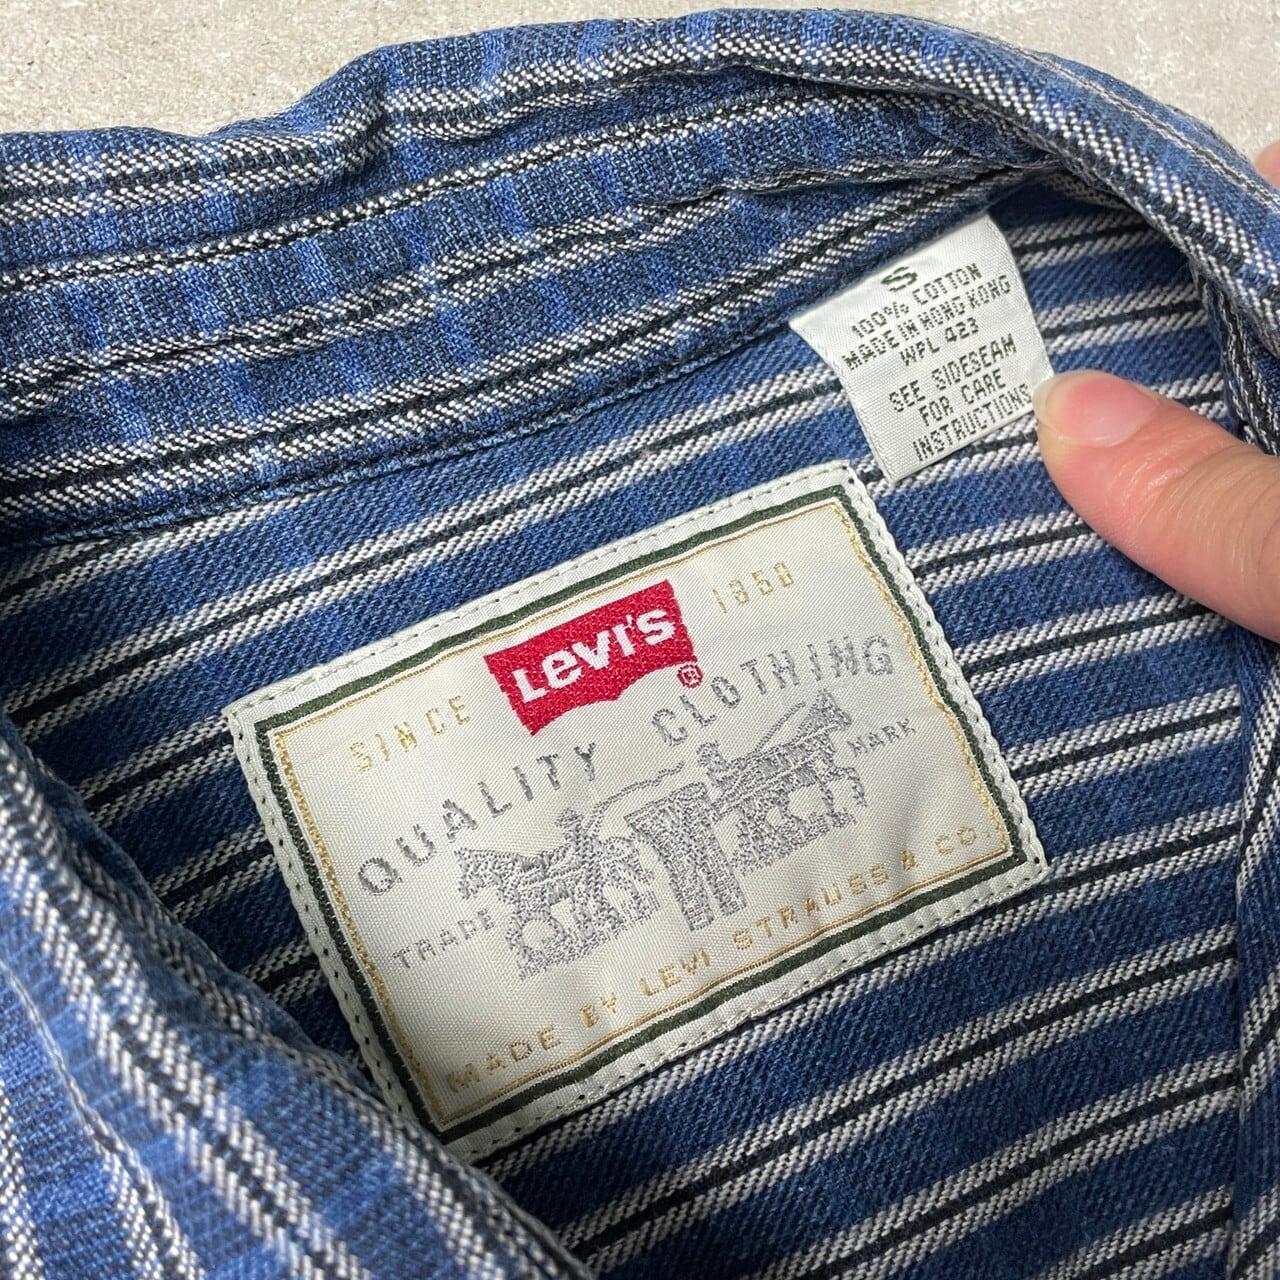 S
100% COTTON
MADE IN HONG KONG
WPL 423
SEE SIDESEAM
FOR CARE
INSTRUCTIONS
SINCE Levi's ® 1850
QUALITY CLOTHING
TRADE MARK
MADE BY LEVI STRAUSS & CO.